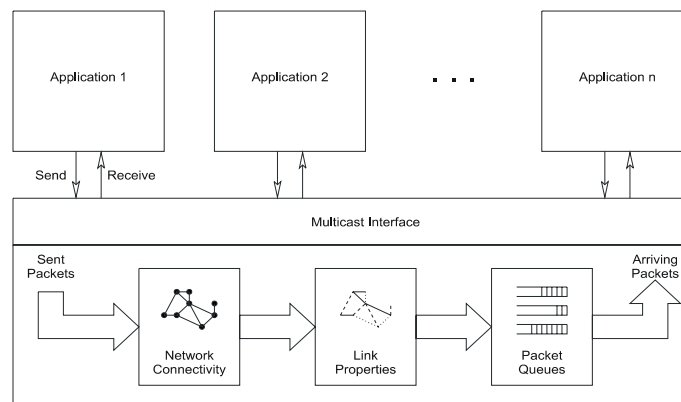 Application 1
Application 2
. . .
Application n
Send
Receive
Multicast Interface
Sent
Packets
Arriving
Packets
Network
Connectivity
Link
Properties
Packet
Queues